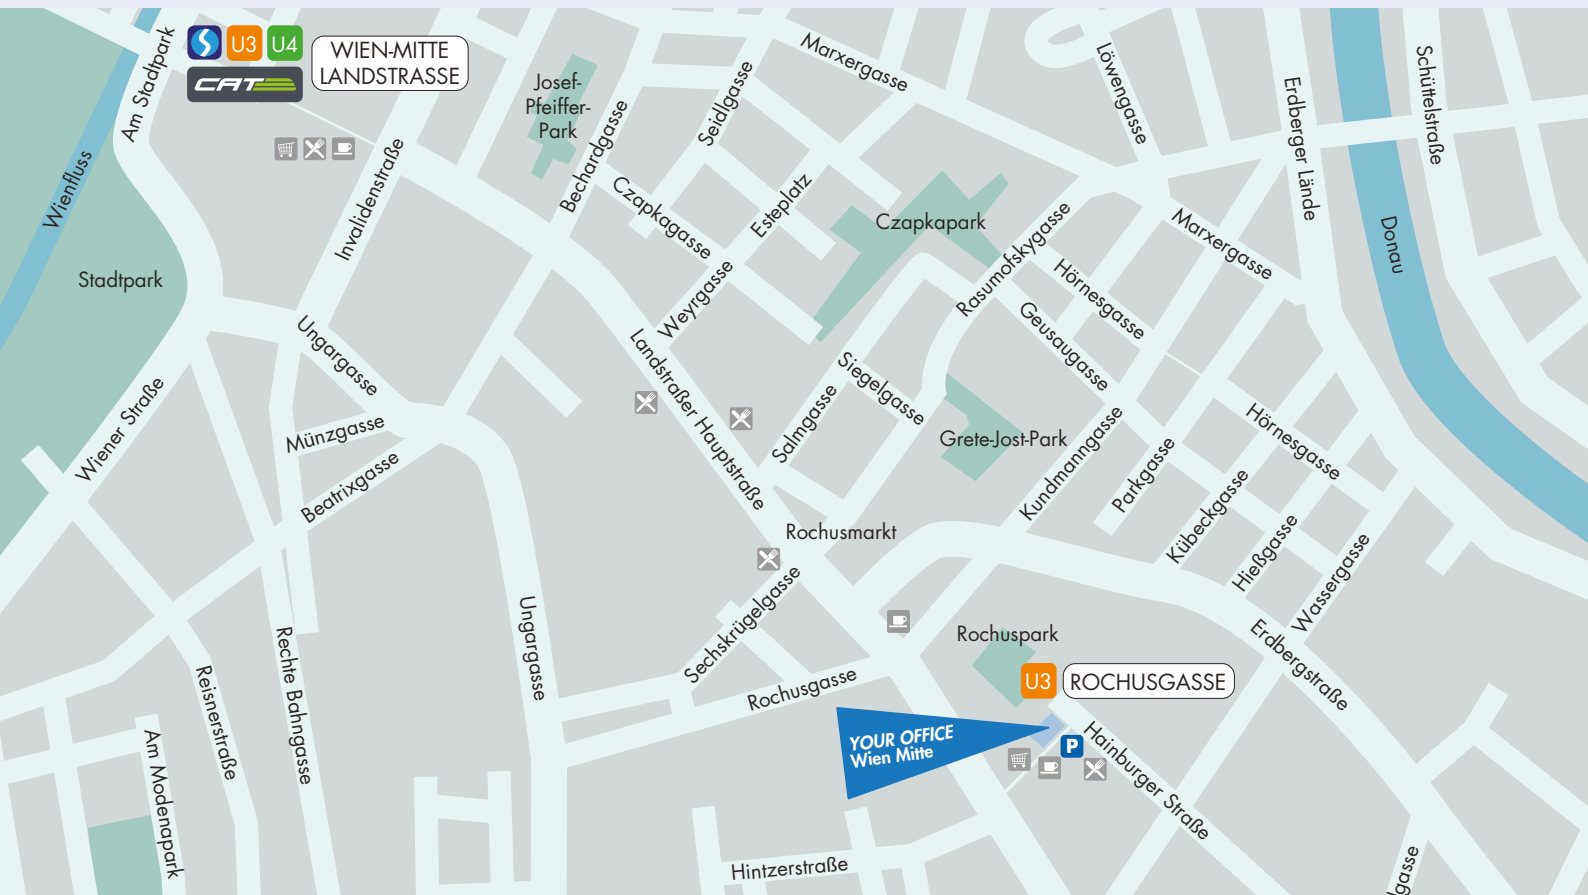 Am Stadtpark
S
U3
U4
CAT
WIEN-MITTE
LANDSTRASSE
Josef-
Pfeiffer-
Park
Bechardgasse
Seidlgasse
Marxergasse
Löwengasse
Erdberger Lände
Schüttelstraße
Wienfluss
Invalidenstraße
Czapkagasse
Esteplatz
Czapkapark
Rasumofskygasse
Marxergasse
Donau
Stadtpark
Weyrgasse
Hörnesgasse
Geusaugasse
Ungargasse
Landstraßer Hauptstraße
Siegelgasse
Salmgasse
Wiener Straße
Münzgasse
Beatrixgasse
Grete-Jost-Park
Kundmanngasse
Parkgasse
Hörnesgasse
Kübeckgasse
Hießgasse
Wassergasse
Rochusmarkt
Sechskrügelgasse
Ungargasse
Rechte Bahngasse
Reisnerstraße
Am Modenapark
Rochusgasse
Rochuspark
Erdbergstraße
U3
ROCHUSGASSE
YOUR OFFICE
Wien Mitte
P
Hainburger Straße
Hintzerstraße